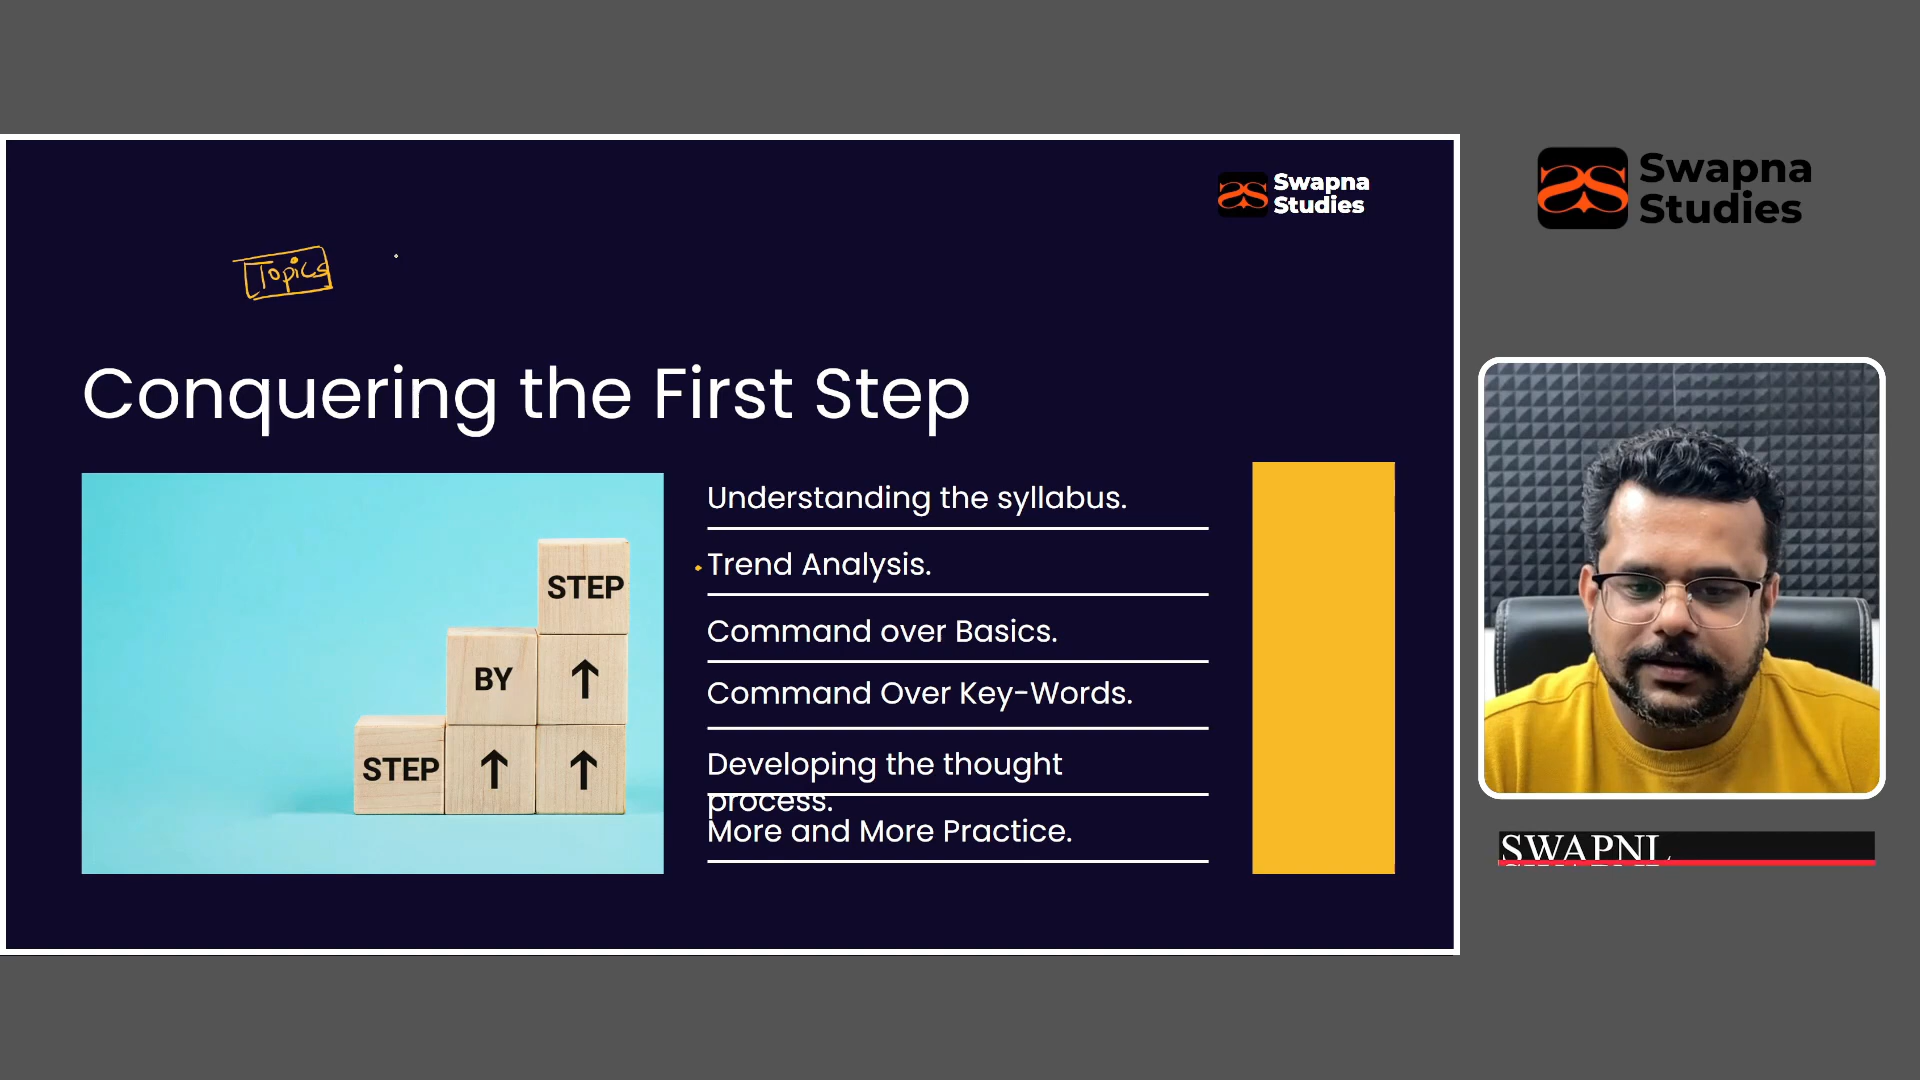 Swapna
Studies
Topics
Conquering the First Step
STEP
BY
STEP
Understanding the syllabus.
Trend Analysis.
Command over Basics.
Command Over Key-Words.
Developing the thought
process.
More and More Practice.
Swapna
Studies
SWAPNIL